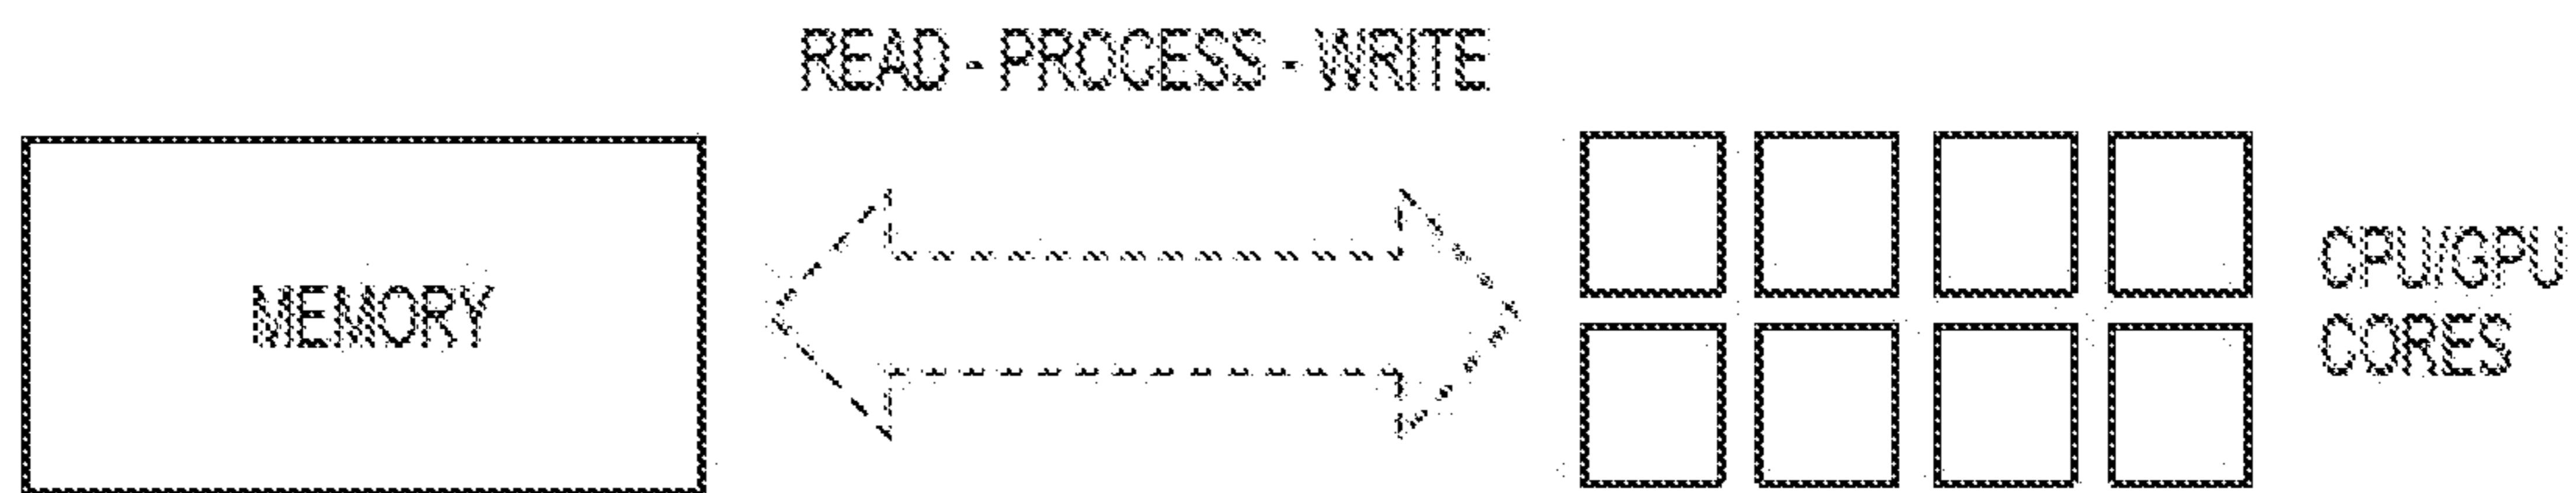 READ - PROCESS - WRITE
MEMORY
CPU/GPU
CORES